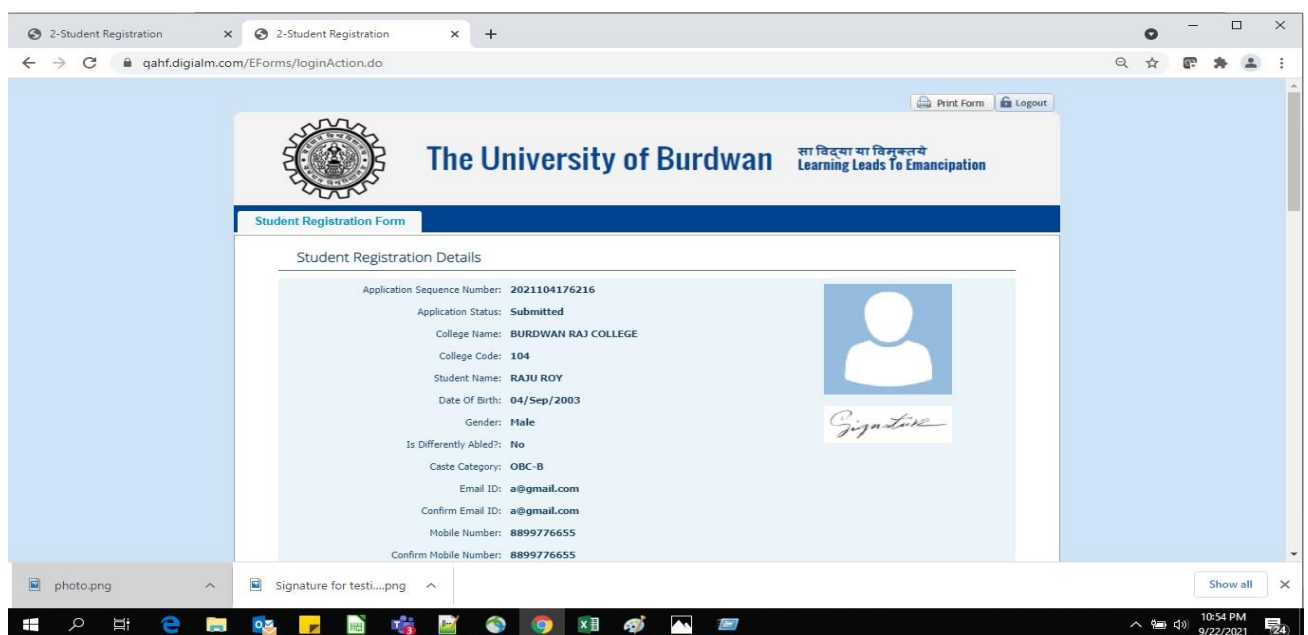 2-Student Registration
2-Student Registration
qahf.digialm.com/EForms/loginAction.do
Print Form
Logout
The University of Burdwan
सा विद्या या विमुक्तये
Learning Leads To Emancipation
Student Registration Form
Student Registration Details
Application Sequence Number: 2021104176216
Application Status: Submitted
College Name: BURDWAN RAJ COLLEGE
College Code: 104
Student Name: RAJU ROY
Date Of Birth: 04/Sep/2003
Gender: Male
Is Differently Abled?: No
Caste Category: OBC-B
Email ID: a@gmail.com
Confirm Email ID: a@gmail.com
Mobile Number: 8899776655
Confirm Mobile Number: 8899776655
Signature
photo.png
Signature for testi....png
Show all
10:54 PM
9/22/2021
24